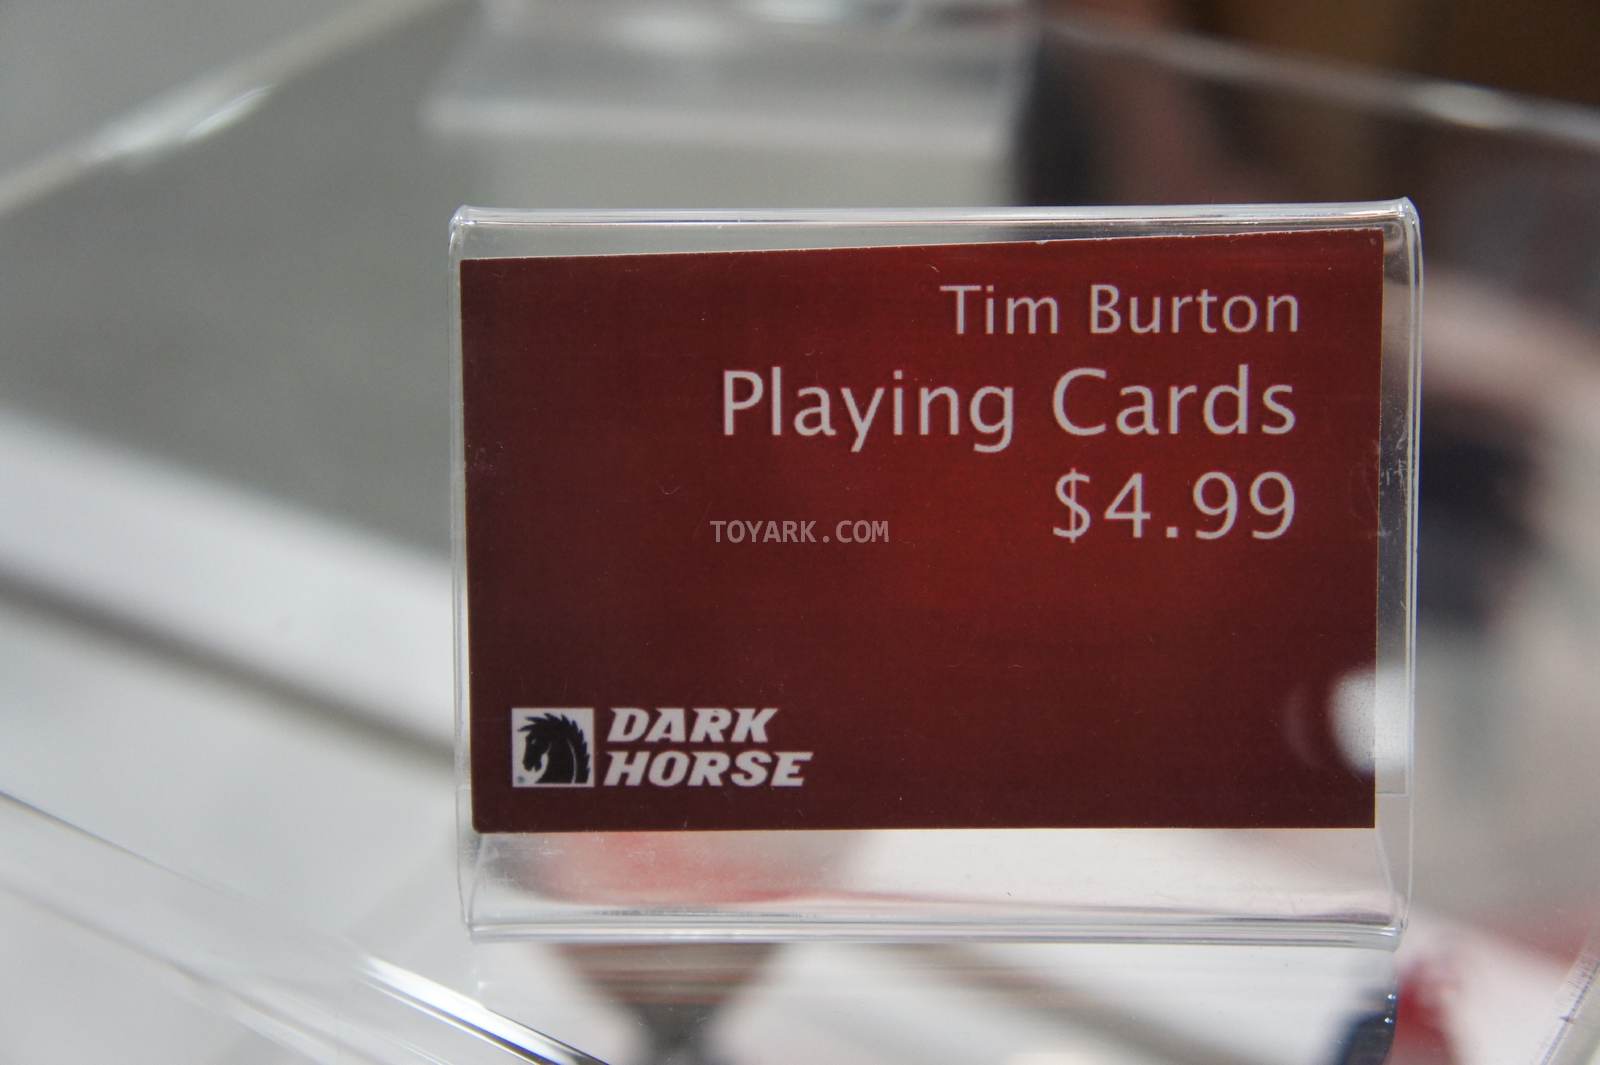 Tim Burton
Playing Cards
$4.99
TOYARK.COM
DARK
HORSE